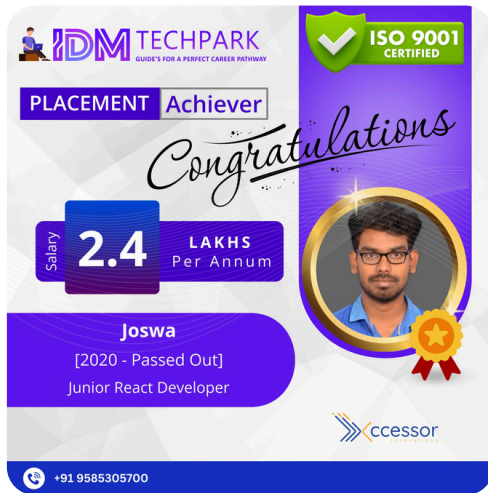 IDM TECHPARK
GUIDE'S FOR A PERFECT CAREER PATHWAY
ISO 9001
CERTIFIED
PLACEMENT Achiever
Congratulations
Salary
2.4
LAKHS
Per Annum
Joswa
[2020 - Passed Out]
Junior React Developer
Xccessor
+91 9585305700